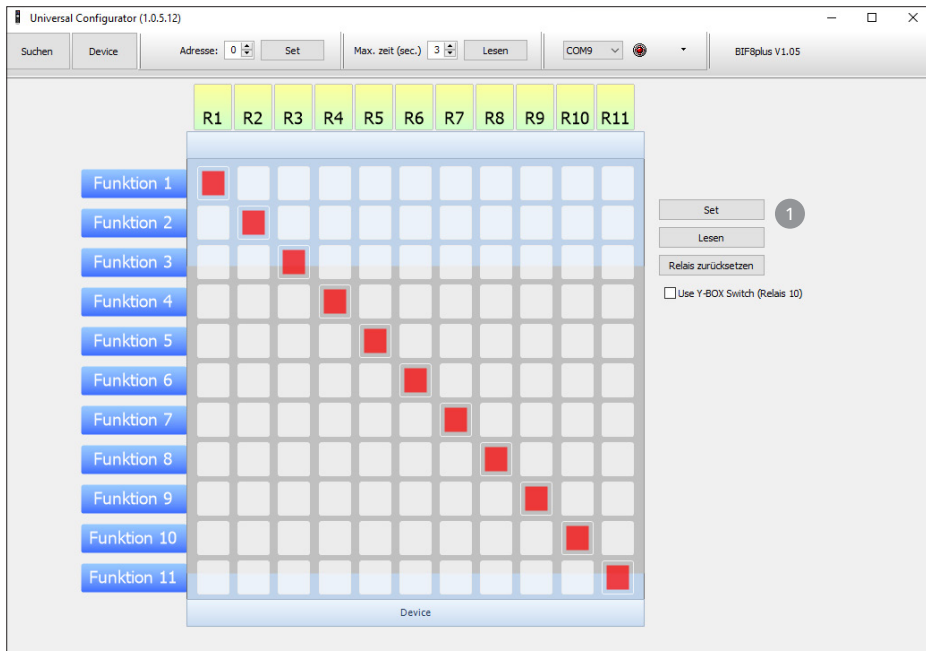 Universal Configurator (1.0.5.12)
Suchen Device Adresse: 0 Set Max. zeit (sec.) 3 Lesen COM9 BIF8plus V1.05
R1 R2 R3 R4 R5 R6 R7 R8 R9 R10 R11
Funktion 1
Funktion 2
Funktion 3
Funktion 4
Funktion 5
Funktion 6
Funktion 7
Funktion 8
Funktion 9
Funktion 10
Funktion 11
Set 1
Lesen
Relais zurücksetzen
Use Y-BOX Switch (Relais 10)
Device